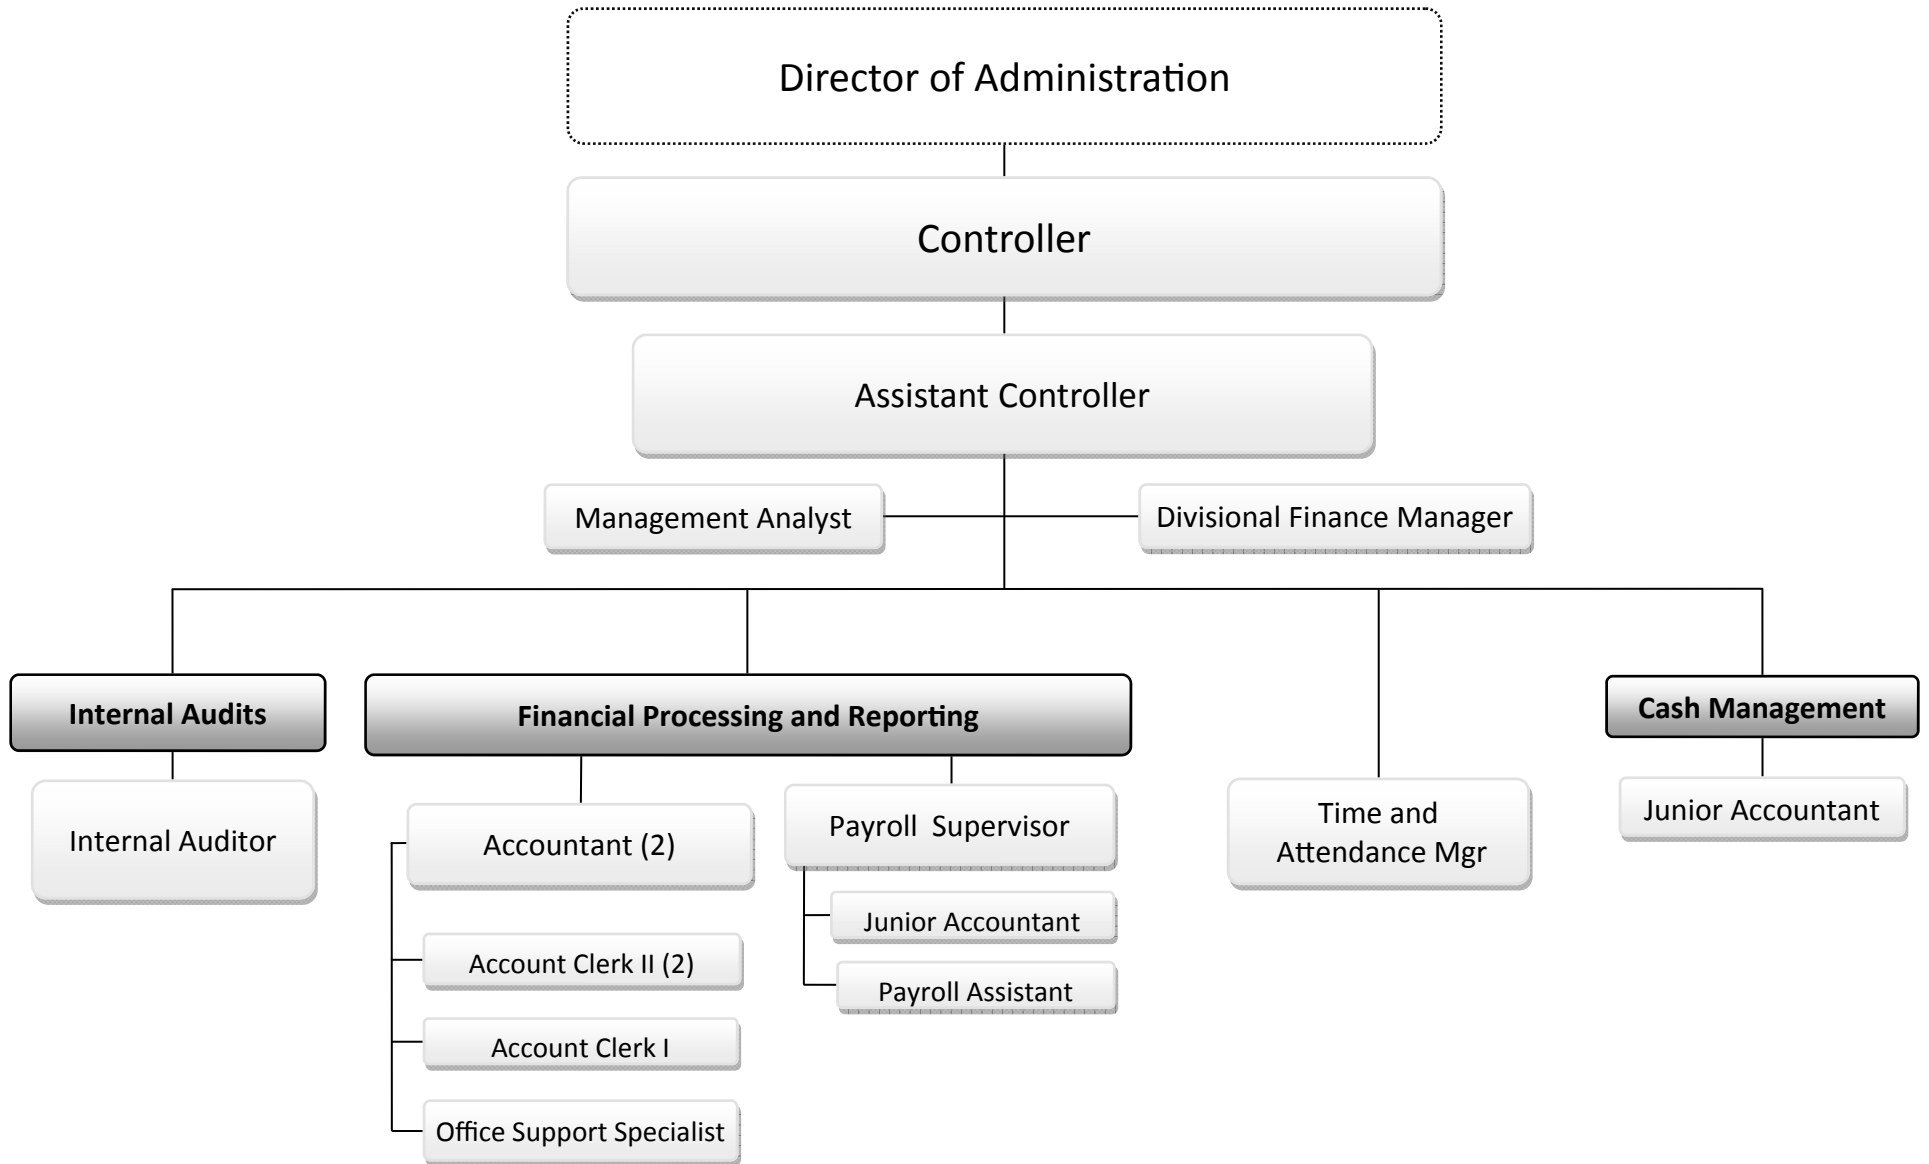 Director of Administration
Controller
Assistant Controller
Management Analyst
Divisional Finance Manager
Internal Audits
Financial Processing and Reporting
Cash Management
Internal Auditor
Accountant (2)
Account Clerk II (2)
Account Clerk I
Office Support Specialist
Payroll  Supervisor
Junior Accountant
Payroll Assistant
Time and
Attendance Mgr
Junior Accountant